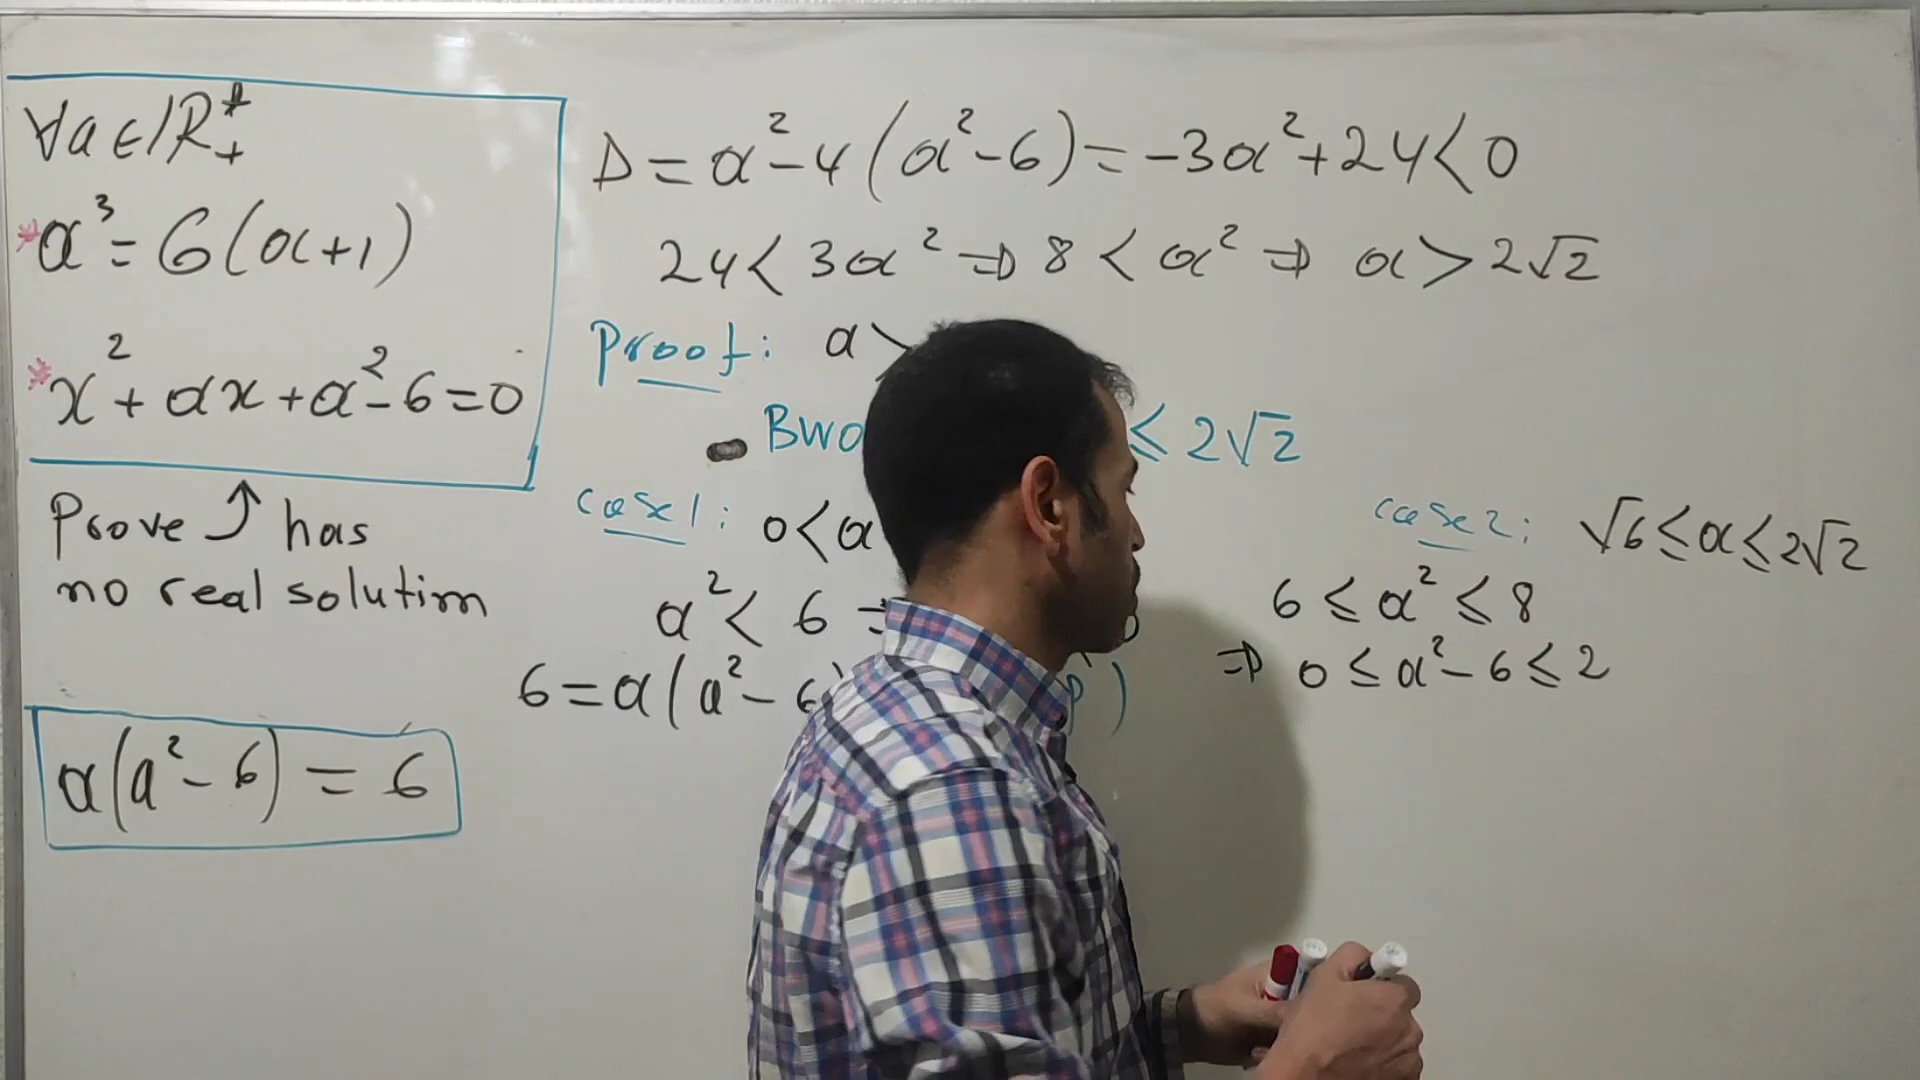 ∀a∈ℝ*₊
*a³=6(a+1)
*x²+ax+a²-6=0
Prove ↑ has
no real solution
a(a²-6)=6
Δ=a²-4(a²-6)=-3a²+24<0
24<3a²⇒8<a²⇒a>2√2
Proof: a>
≤2√2
case1: 0<a
a²<6
6=a(a²-6
case2: √6≤a≤2√2
6≤a²≤8
⇒0≤a²-6≤2